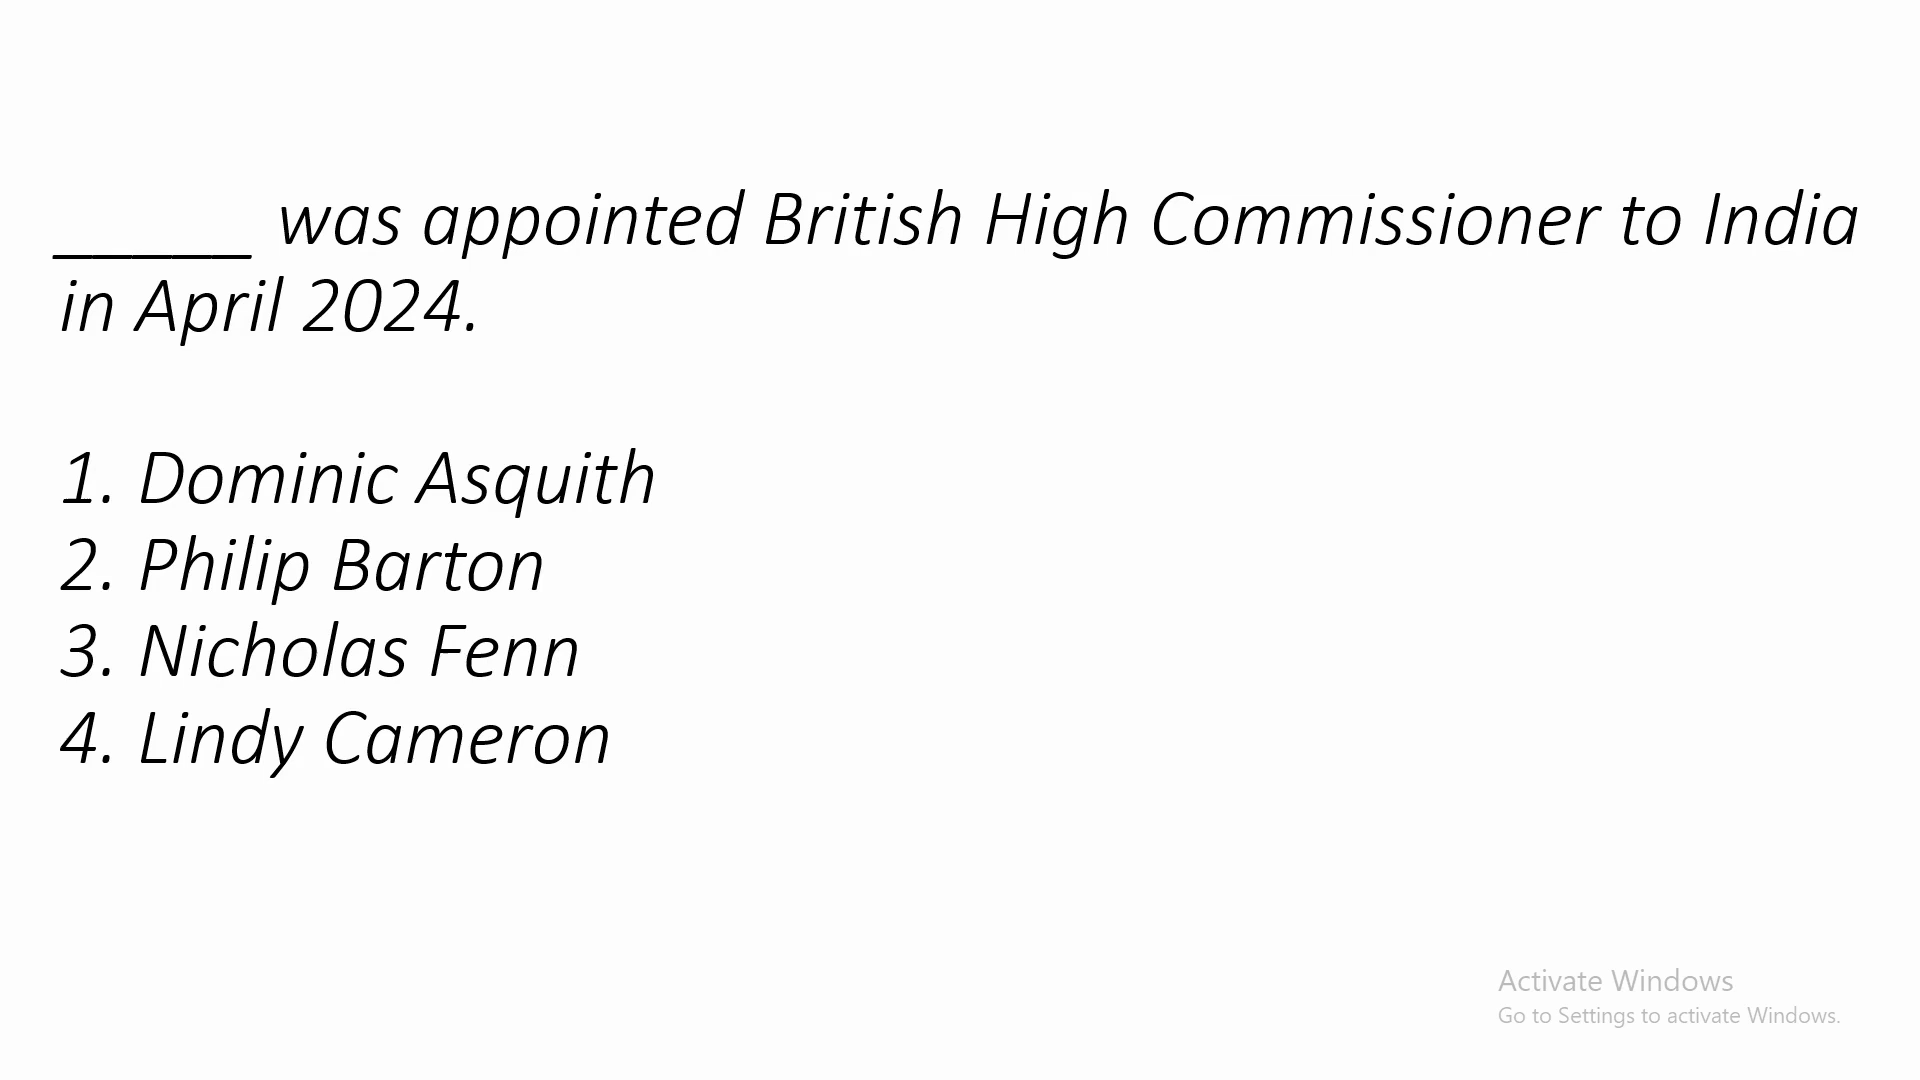 _____ was appointed British High Commissioner to India
in April 2024.
1. Dominic Asquith
2. Philip Barton
3. Nicholas Fenn
4. Lindy Cameron
Activate Windows
Go to Settings to activate Windows.